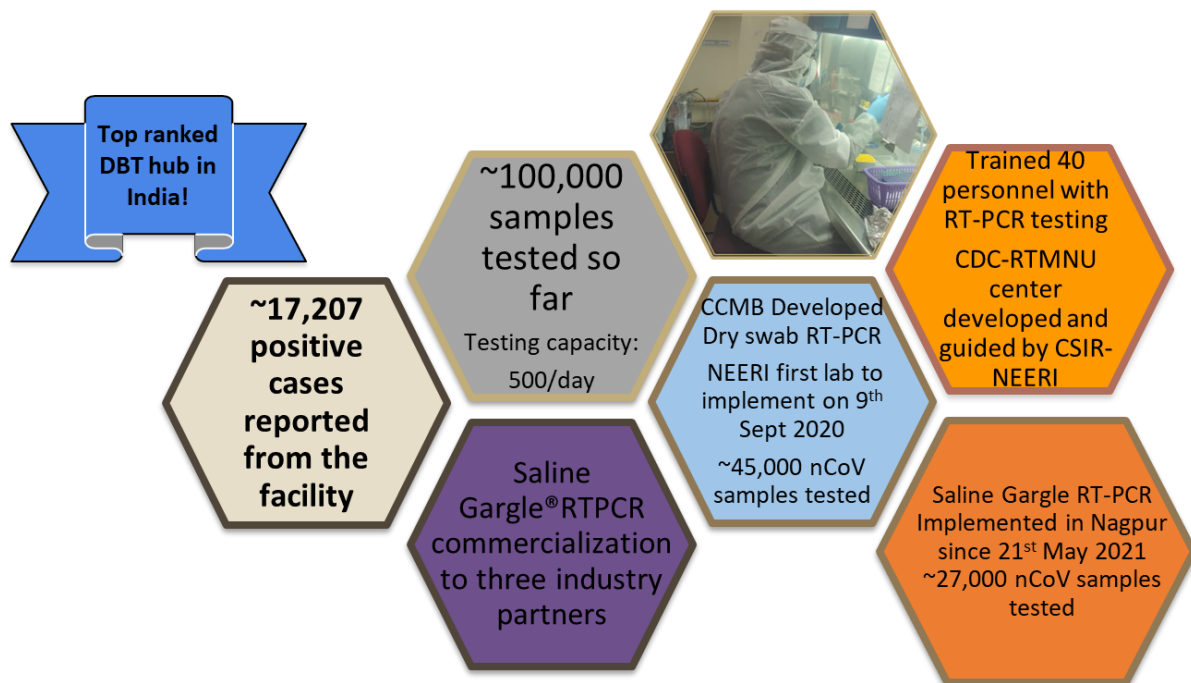 Top ranked
DBT hub in
India!
~100,000
samples
tested so
far
Testing capacity:
500/day
Trained 40
personnel with
RT-PCR testing
CDC-RTMNU
center
developed and
guided by CSIR-
NEERI
~17,207
positive
cases
reported
from the
facility
CCMB Developed
Dry swab RT-PCR
NEERI first lab to
implement on 9th
Sept 2020
~45,000 nCoV
samples tested
Saline
Gargle®RTPCR
commercialization
to three industry
partners
Saline Gargle RT-PCR
Implemented in Nagpur
since 21st May 2021
~27,000 nCoV samples
tested